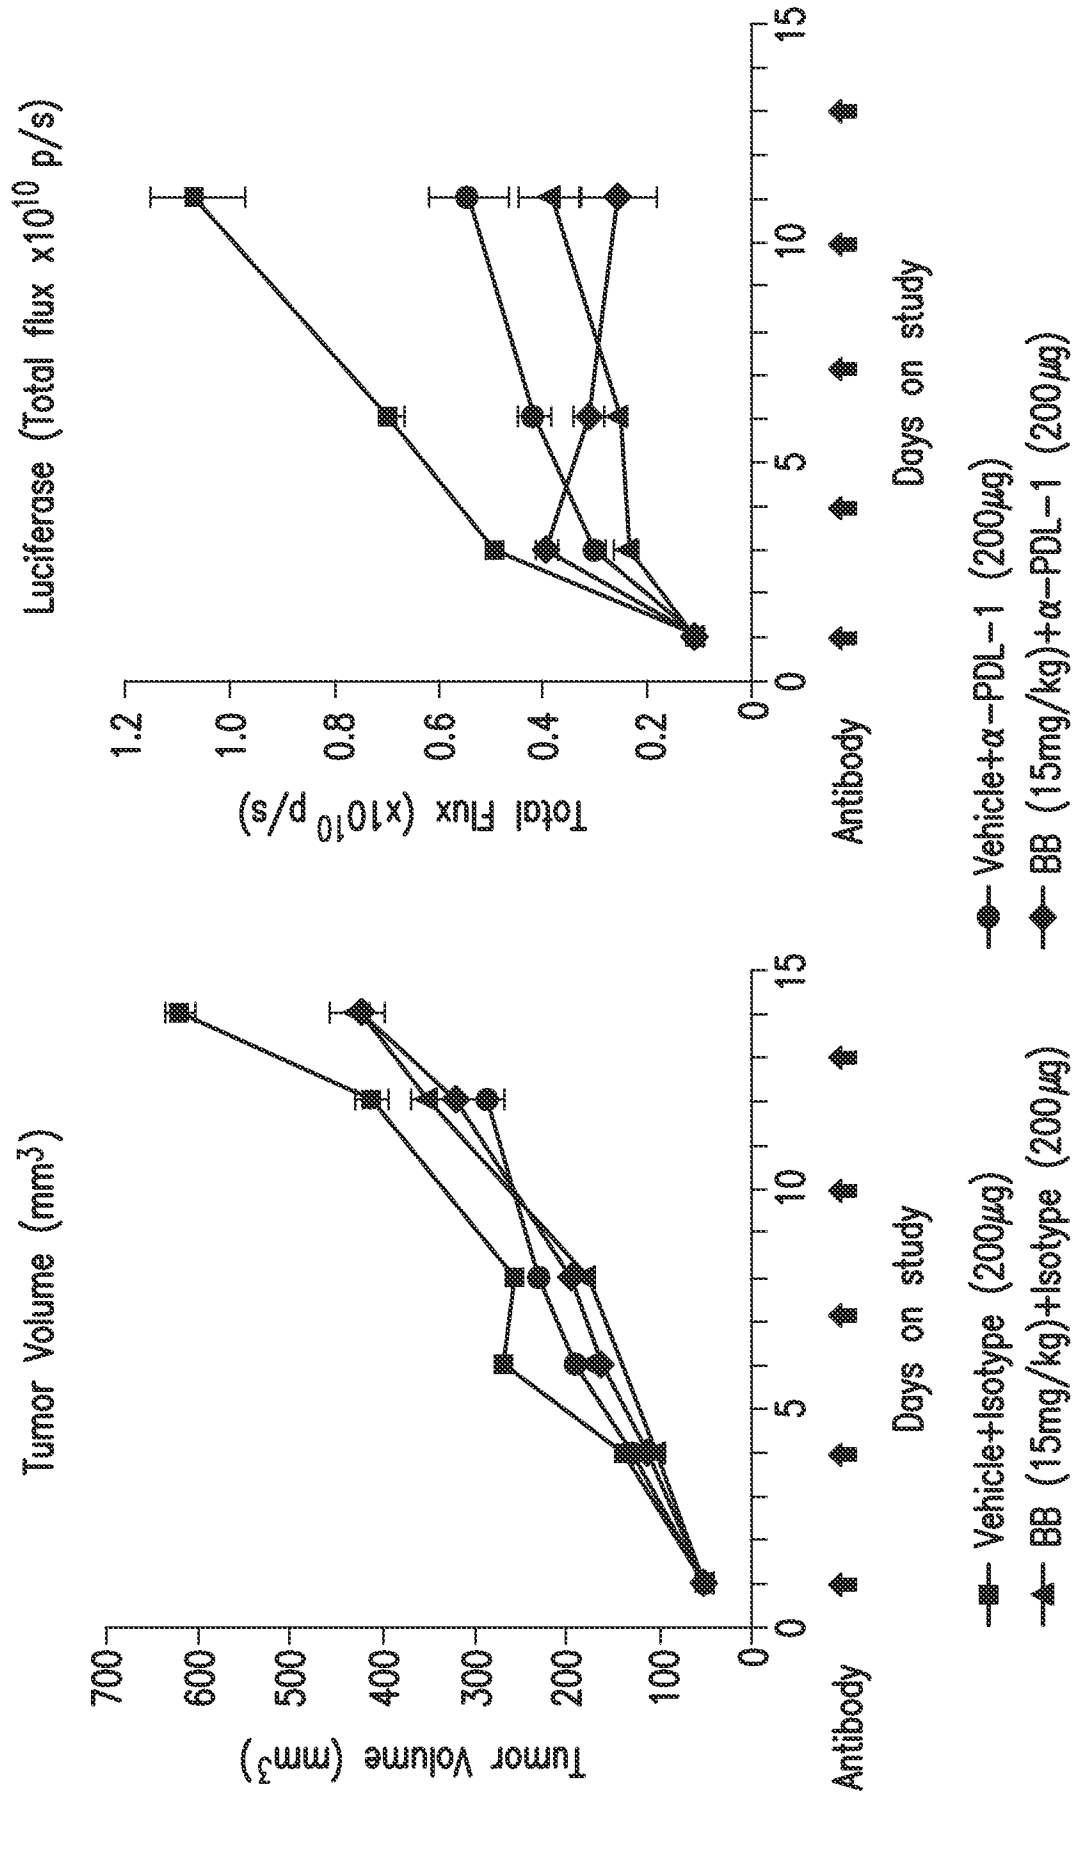 Tumor Volume (mm³)
Tumor Volume (mm³)
700
600
500
400
300
200
100
0
0
5
10
15
Antibody
Days on study
Luciferase (Total flux x10¹⁰ p/s)
Total Flux (x10¹⁰ p/s)
1.2
1.0
0.8
0.6
0.4
0.2
0
0
5
10
15
Antibody
Days on study
Vehicle+Isotype (200µg)
BB (15mg/kg)+Isotype (200µg)
Vehicle+α-PDL-1 (200µg)
BB (15mg/kg)+α-PDL-1 (200µg)